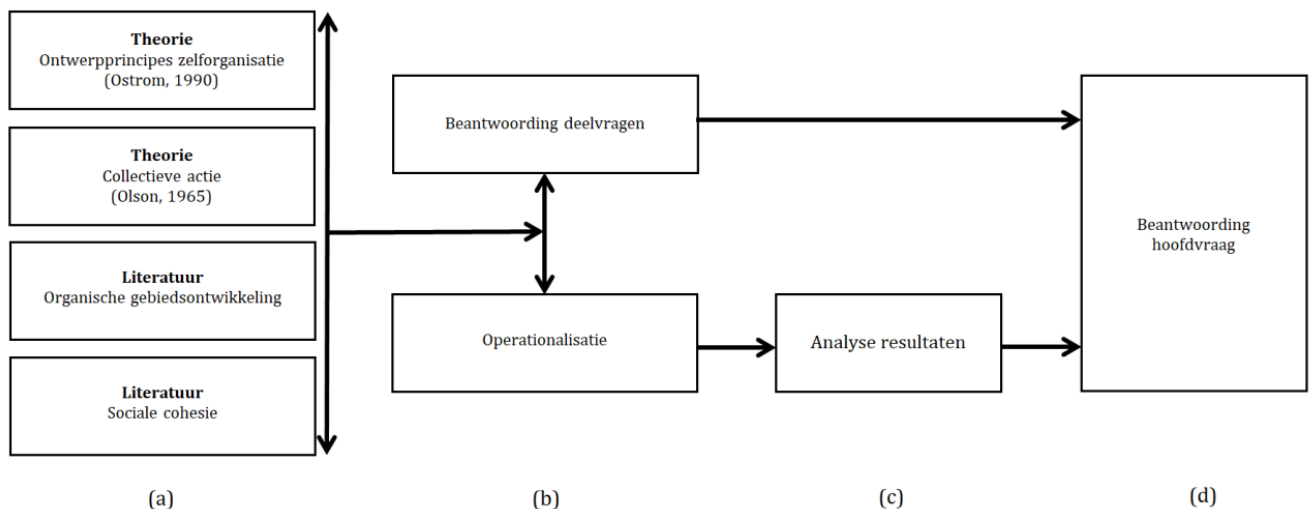 Theorie
Ontwerpprincipes zelforganisatie
(Ostrom, 1990)
Theorie
Collectieve actie
(Olson, 1965)
Literatuur
Organische gebiedsontwikkeling
Literatuur
Sociale cohesie
(a)
Beantwoording deelvragen
Operationalisatie
(b)
Analyse resultaten
(c)
Beantwoording
hoofdvraag
(d)